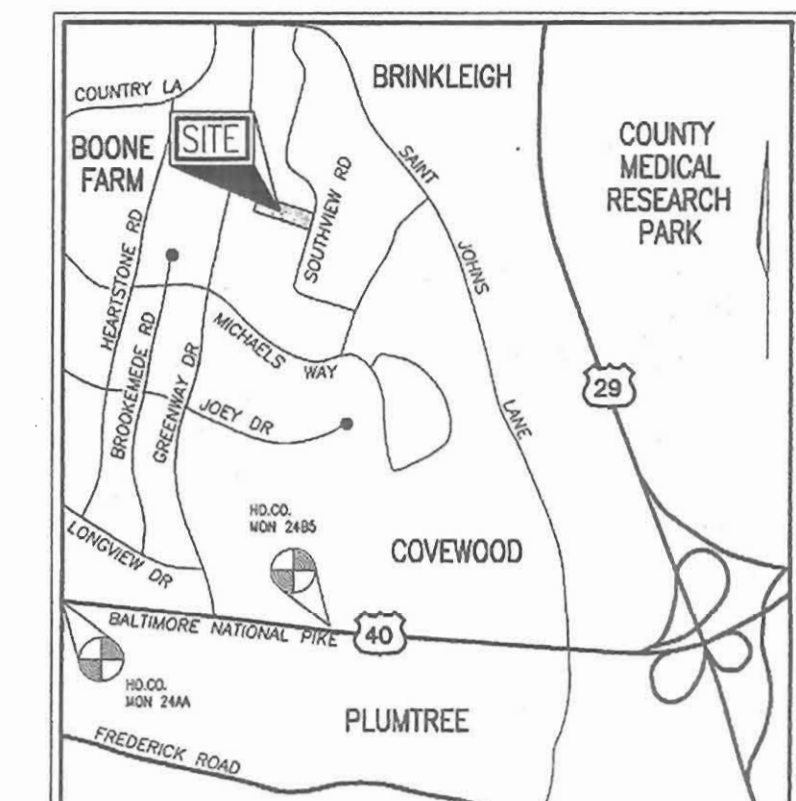 BRINKLEIGH
COUNTRY LA
COUNTY
MEDICAL
RESEARCH
PARK
BOONE
FARM
SITE
SAINT
JOHNS
LANE
SOUTHVIEW RD
HEARTSTONE RD
BROOKEMEDE RD
GREENWAY DR
MICHAELS
WAY
JOEY DR
29
HO.CO.
MON 24B5
COVEWOOD
LONGVIEW DR
BALTIMORE NATIONAL PIKE
40
HO.CO.
MON 24AA
PLUMTREE
FREDERICK ROAD